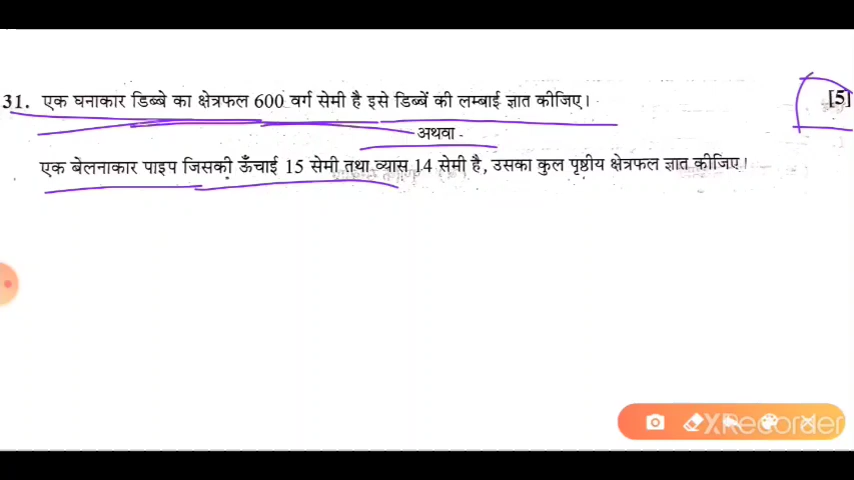 31. एक घनाकार डिब्बे का क्षेत्रफल 600 वर्ग सेमी है इसे डिब्बें की लम्बाई ज्ञात कीजिए। [5]
अथवा -
एक बेलनाकार पाइप जिसकी ऊँचाई 15 सेमी तथा व्यास 14 सेमी है, उसका कुल पृष्ठीय क्षेत्रफल ज्ञात कीजिए।
XRecorder